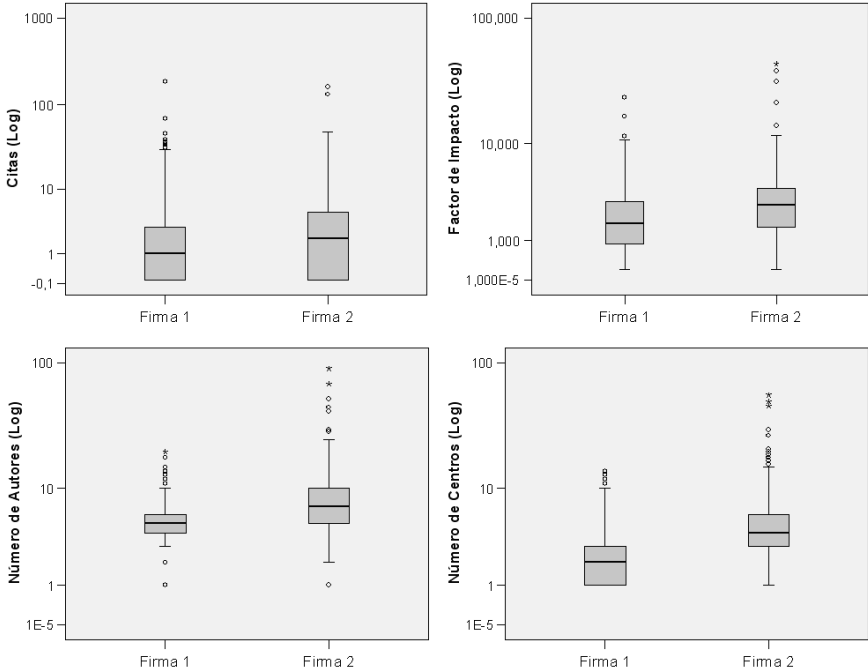 Citas (Log)
1000
100
10
1
-0,1
Firma 1
Firma 2
Factor de Impacto (Log)
100,000
10,000
1,000
1,000E-5
Firma 1
Firma 2
Número de Autores (Log)
100
10
1
1E-5
Firma 1
Firma 2
Número de Centros (Log)
100
10
1
1E-5
Firma 1
Firma 2